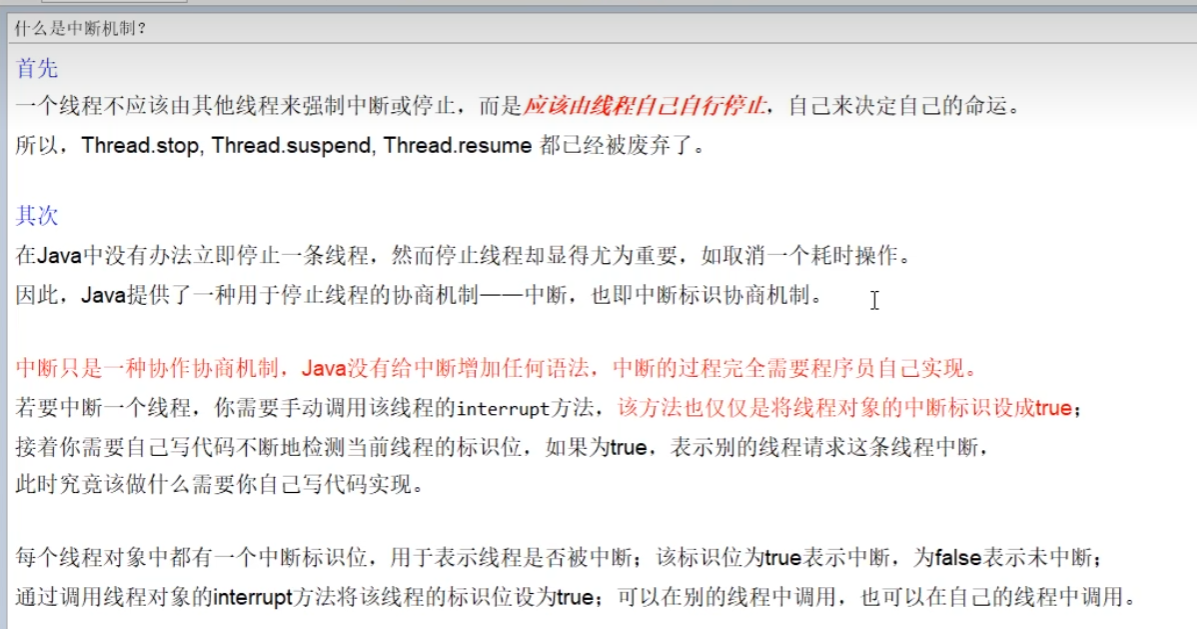 什么是中断机制？
首先
一个线程不应该由其他线程来强制中断或停止，而是应该由线程自己自行停止，自己来决定自己的命运。
所以，Thread.stop, Thread.suspend, Thread.resume 都已经被废弃了。
其次
在Java中没有办法立即停止一条线程，然而停止线程却显得尤为重要，如取消一个耗时操作。
因此，Java提供了一种用于停止线程的协商机制——中断，也即中断标识协商机制。
中断只是一种协作协商机制，Java没有给中断增加任何语法，中断的过程完全需要程序员自己实现。
若要中断一个线程，你需要手动调用该线程的interrupt方法，该方法也仅仅是将线程对象的中断标识设成true；
接着你需要自己写代码不断地检测当前线程的标识位，如果为true，表示别的线程请求这条线程中断，
此时究竟该做什么需要你自己写代码实现。
每个线程对象中都有一个中断标识位，用于表示线程是否被中断；该标识位为true表示中断，为false表示未中断；
通过调用线程对象的interrupt方法将该线程的标识位设为true；可以在别的线程中调用，也可以在自己的线程中调用。